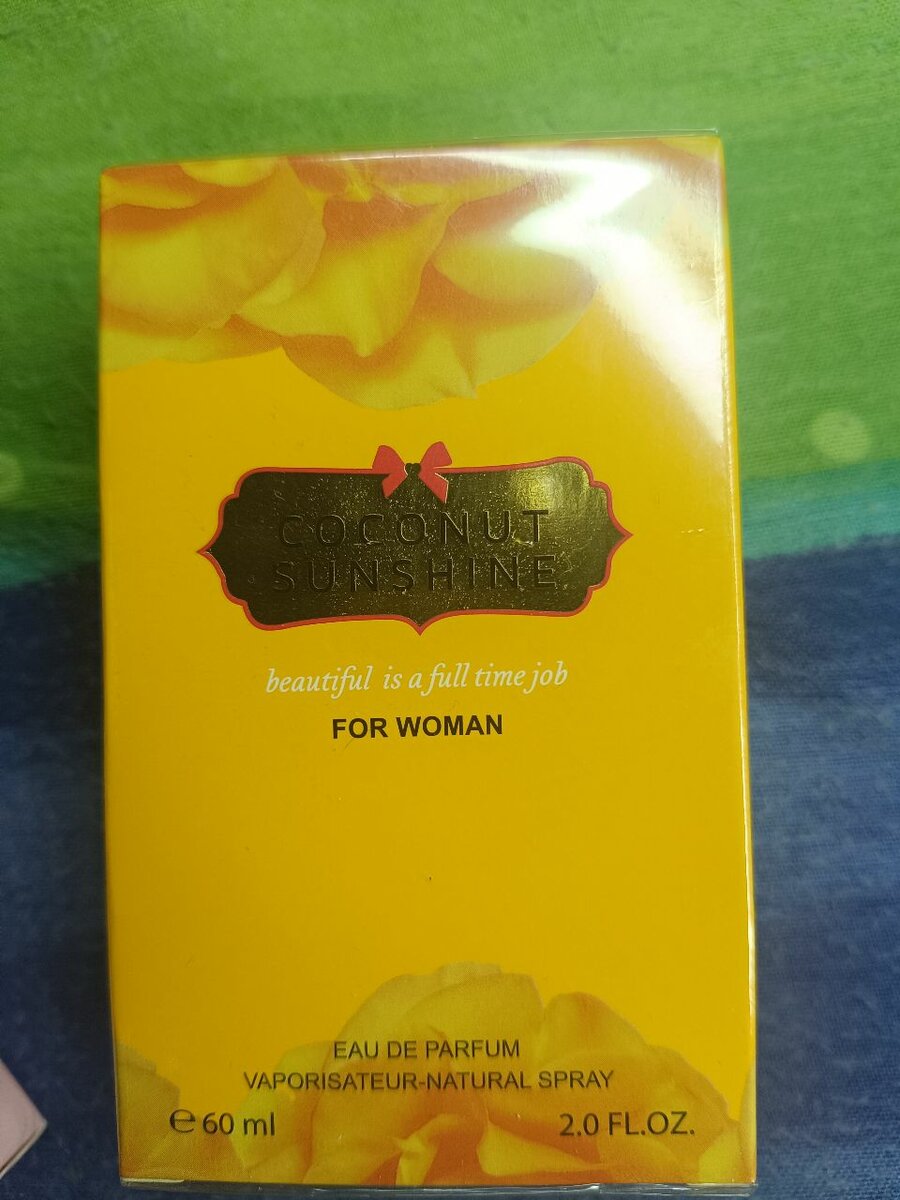 COCONUT
SUNSHINE
beautiful is a full time job
FOR WOMAN
EAU DE PARFUM
VAPORISATEUR-NATURAL SPRAY
℮ 60 ml 2.0 FL.OZ.